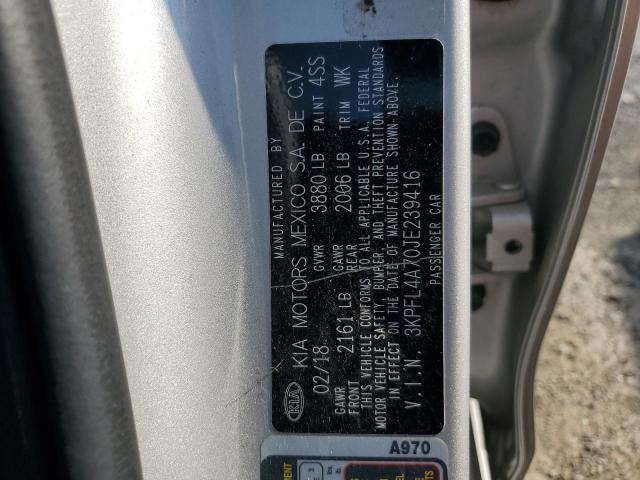 MANUFACTURED BY
KIA KIA MOTORS MEXICO S.A. DE C.V.
02/18 GVWR 3880 LB PAINT 4SS
GAWR FRONT 2161 LB GAWR REAR 2006 LB TRIM WK
THIS VEHICLE CONFORMS TO ALL APPLICABLE U.S.A. FEDERAL
MOTOR VEHICLE SAFETY, BUMPER, AND THEFT PREVENTION STANDARDS
IN EFFECT ON THE DATE OF MANUFACTURE SHOWN ABOVE.
V.I.N. 3KPFL4A70JE239416
PASSENGER CAR
A970